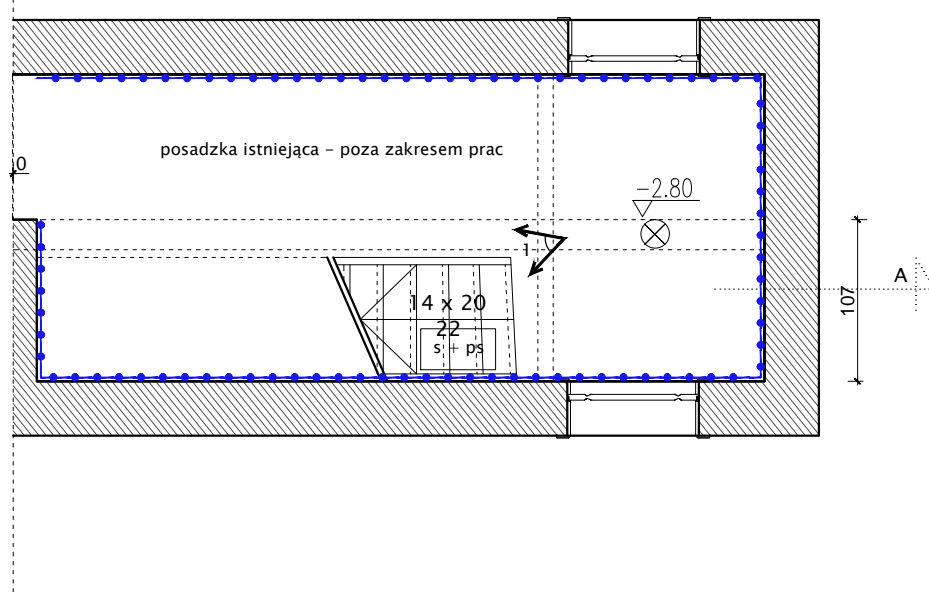 posadzka istniejąca – poza zakresem prac
0
-2.80
1
A
107
14 x 20
22
s + ps